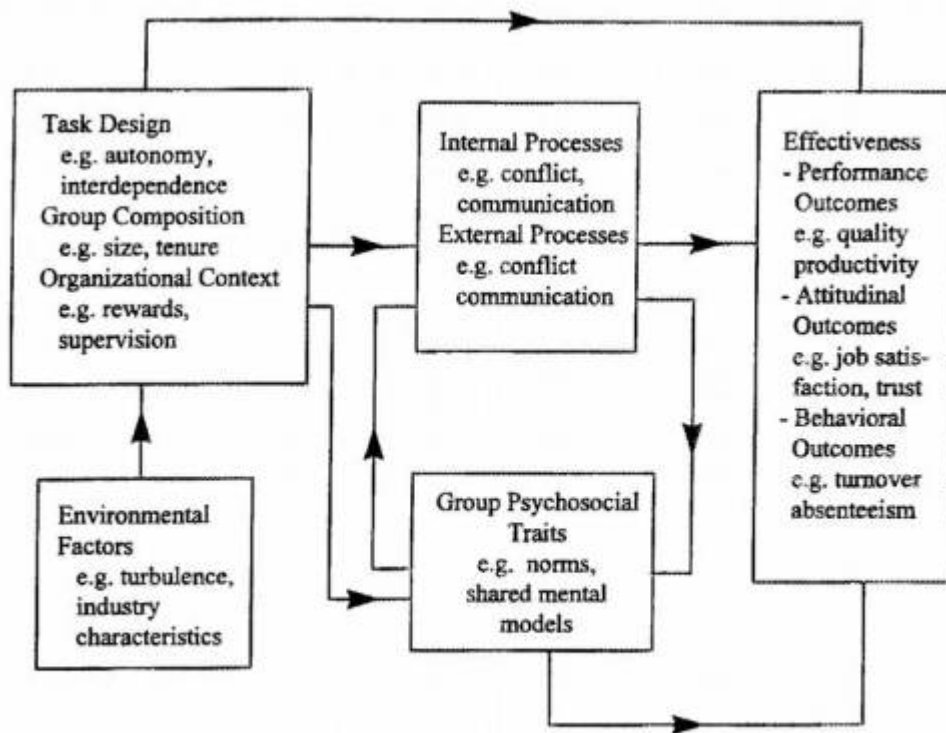 Task Design
e.g. autonomy,
interdependence
Group Composition
e.g. size, tenure
Organizational Context
e.g. rewards,
supervision
Environmental
Factors
e.g. turbulence,
industry
characteristics
Internal Processes
e.g. conflict,
communication
External Processes
e.g. conflict
communication
Group Psychosocial
Traits
e.g. norms,
shared mental
models
Effectiveness
- Performance
Outcomes
e.g. quality
productivity
- Attitudinal
Outcomes
e.g. job satis-
faction, trust
- Behavioral
Outcomes
e.g. turnover
absenteeism